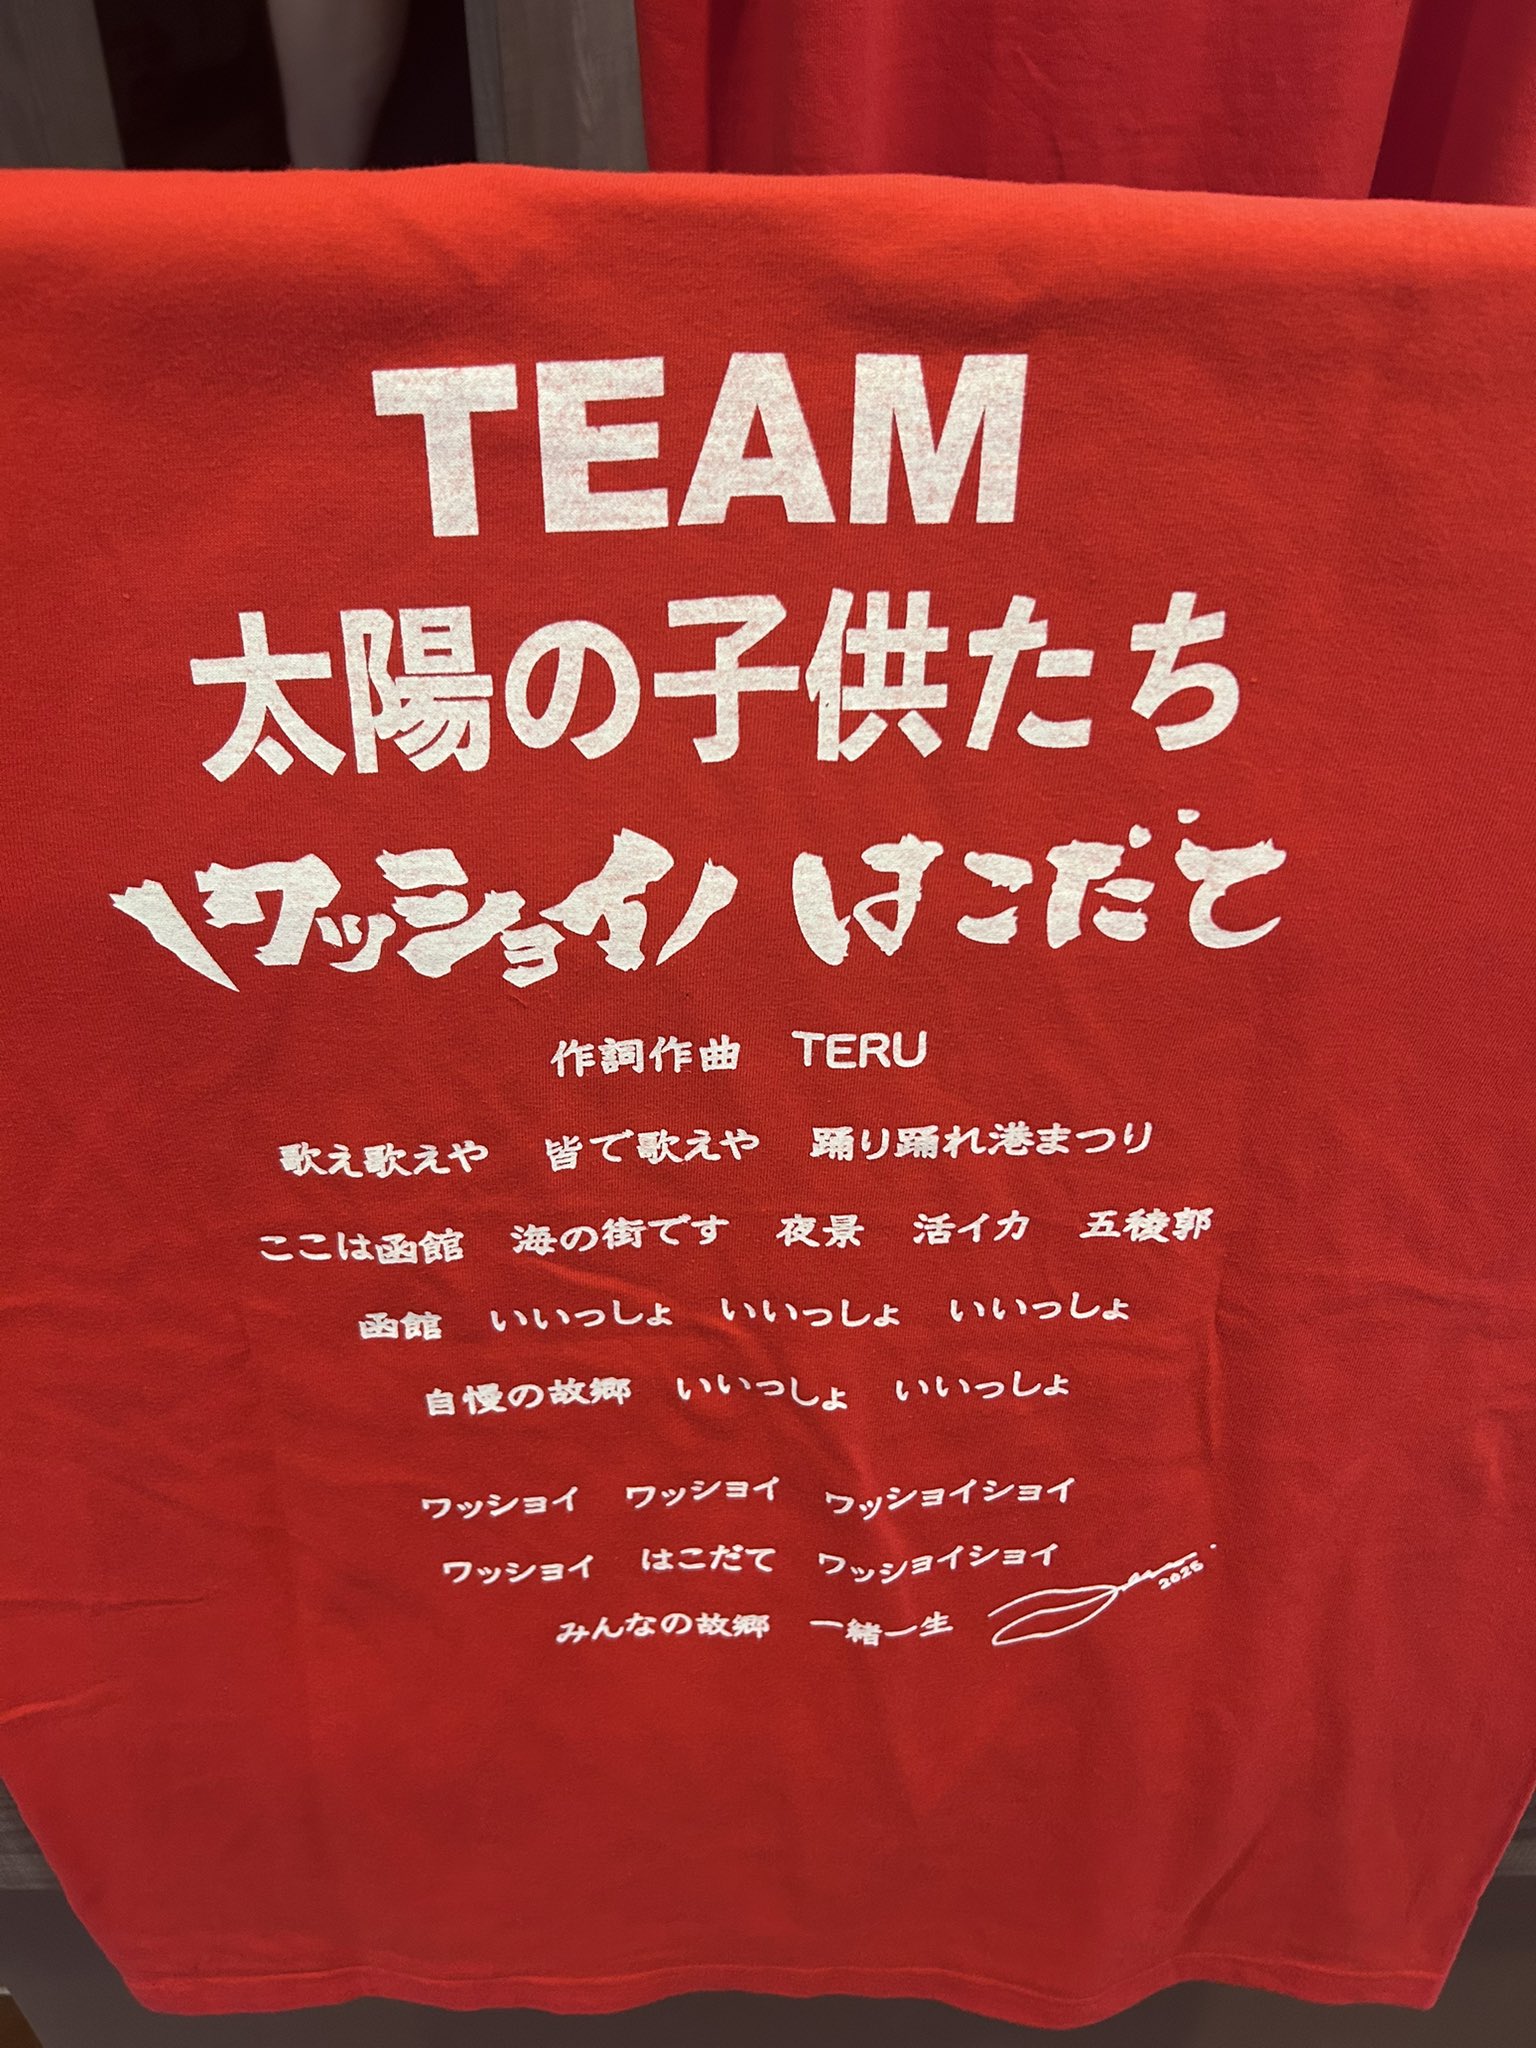 TEAM
太陽の子供たち
\ワッショイ/ はこだて
作詞作曲 TERU
歌え歌えや 皆で歌えや 踊り踊れ港まつり
ここは函館 海の街です 夜景 活イカ 五稜郭
函館 いいっしょ いいっしょ いいっしょ
自慢の故郷 いいっしょ いいっしょ
ワッショイ ワッショイ ワッショイショイ
ワッショイ はこだて ワッショイショイ
みんなの故郷 一緒一生
2025